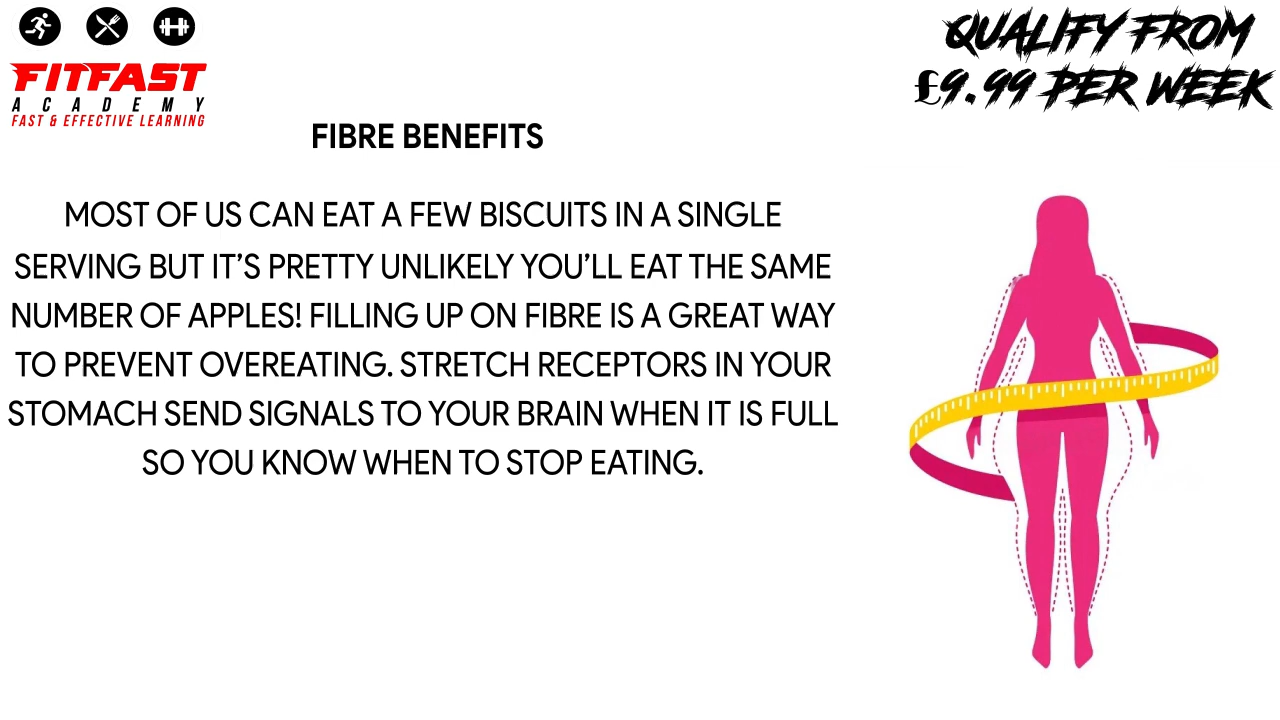 FITFAST
ACADEMY
FAST & EFFECTIVE LEARNING
QUALIFY FROM
£9.99 PER WEEK
FIBRE BENEFITS
MOST OF US CAN EAT A FEW BISCUITS IN A SINGLE
SERVING BUT IT’S PRETTY UNLIKELY YOU’LL EAT THE SAME
NUMBER OF APPLES! FILLING UP ON FIBRE IS A GREAT WAY
TO PREVENT OVEREATING. STRETCH RECEPTORS IN YOUR
STOMACH SEND SIGNALS TO YOUR BRAIN WHEN IT IS FULL
SO YOU KNOW WHEN TO STOP EATING.